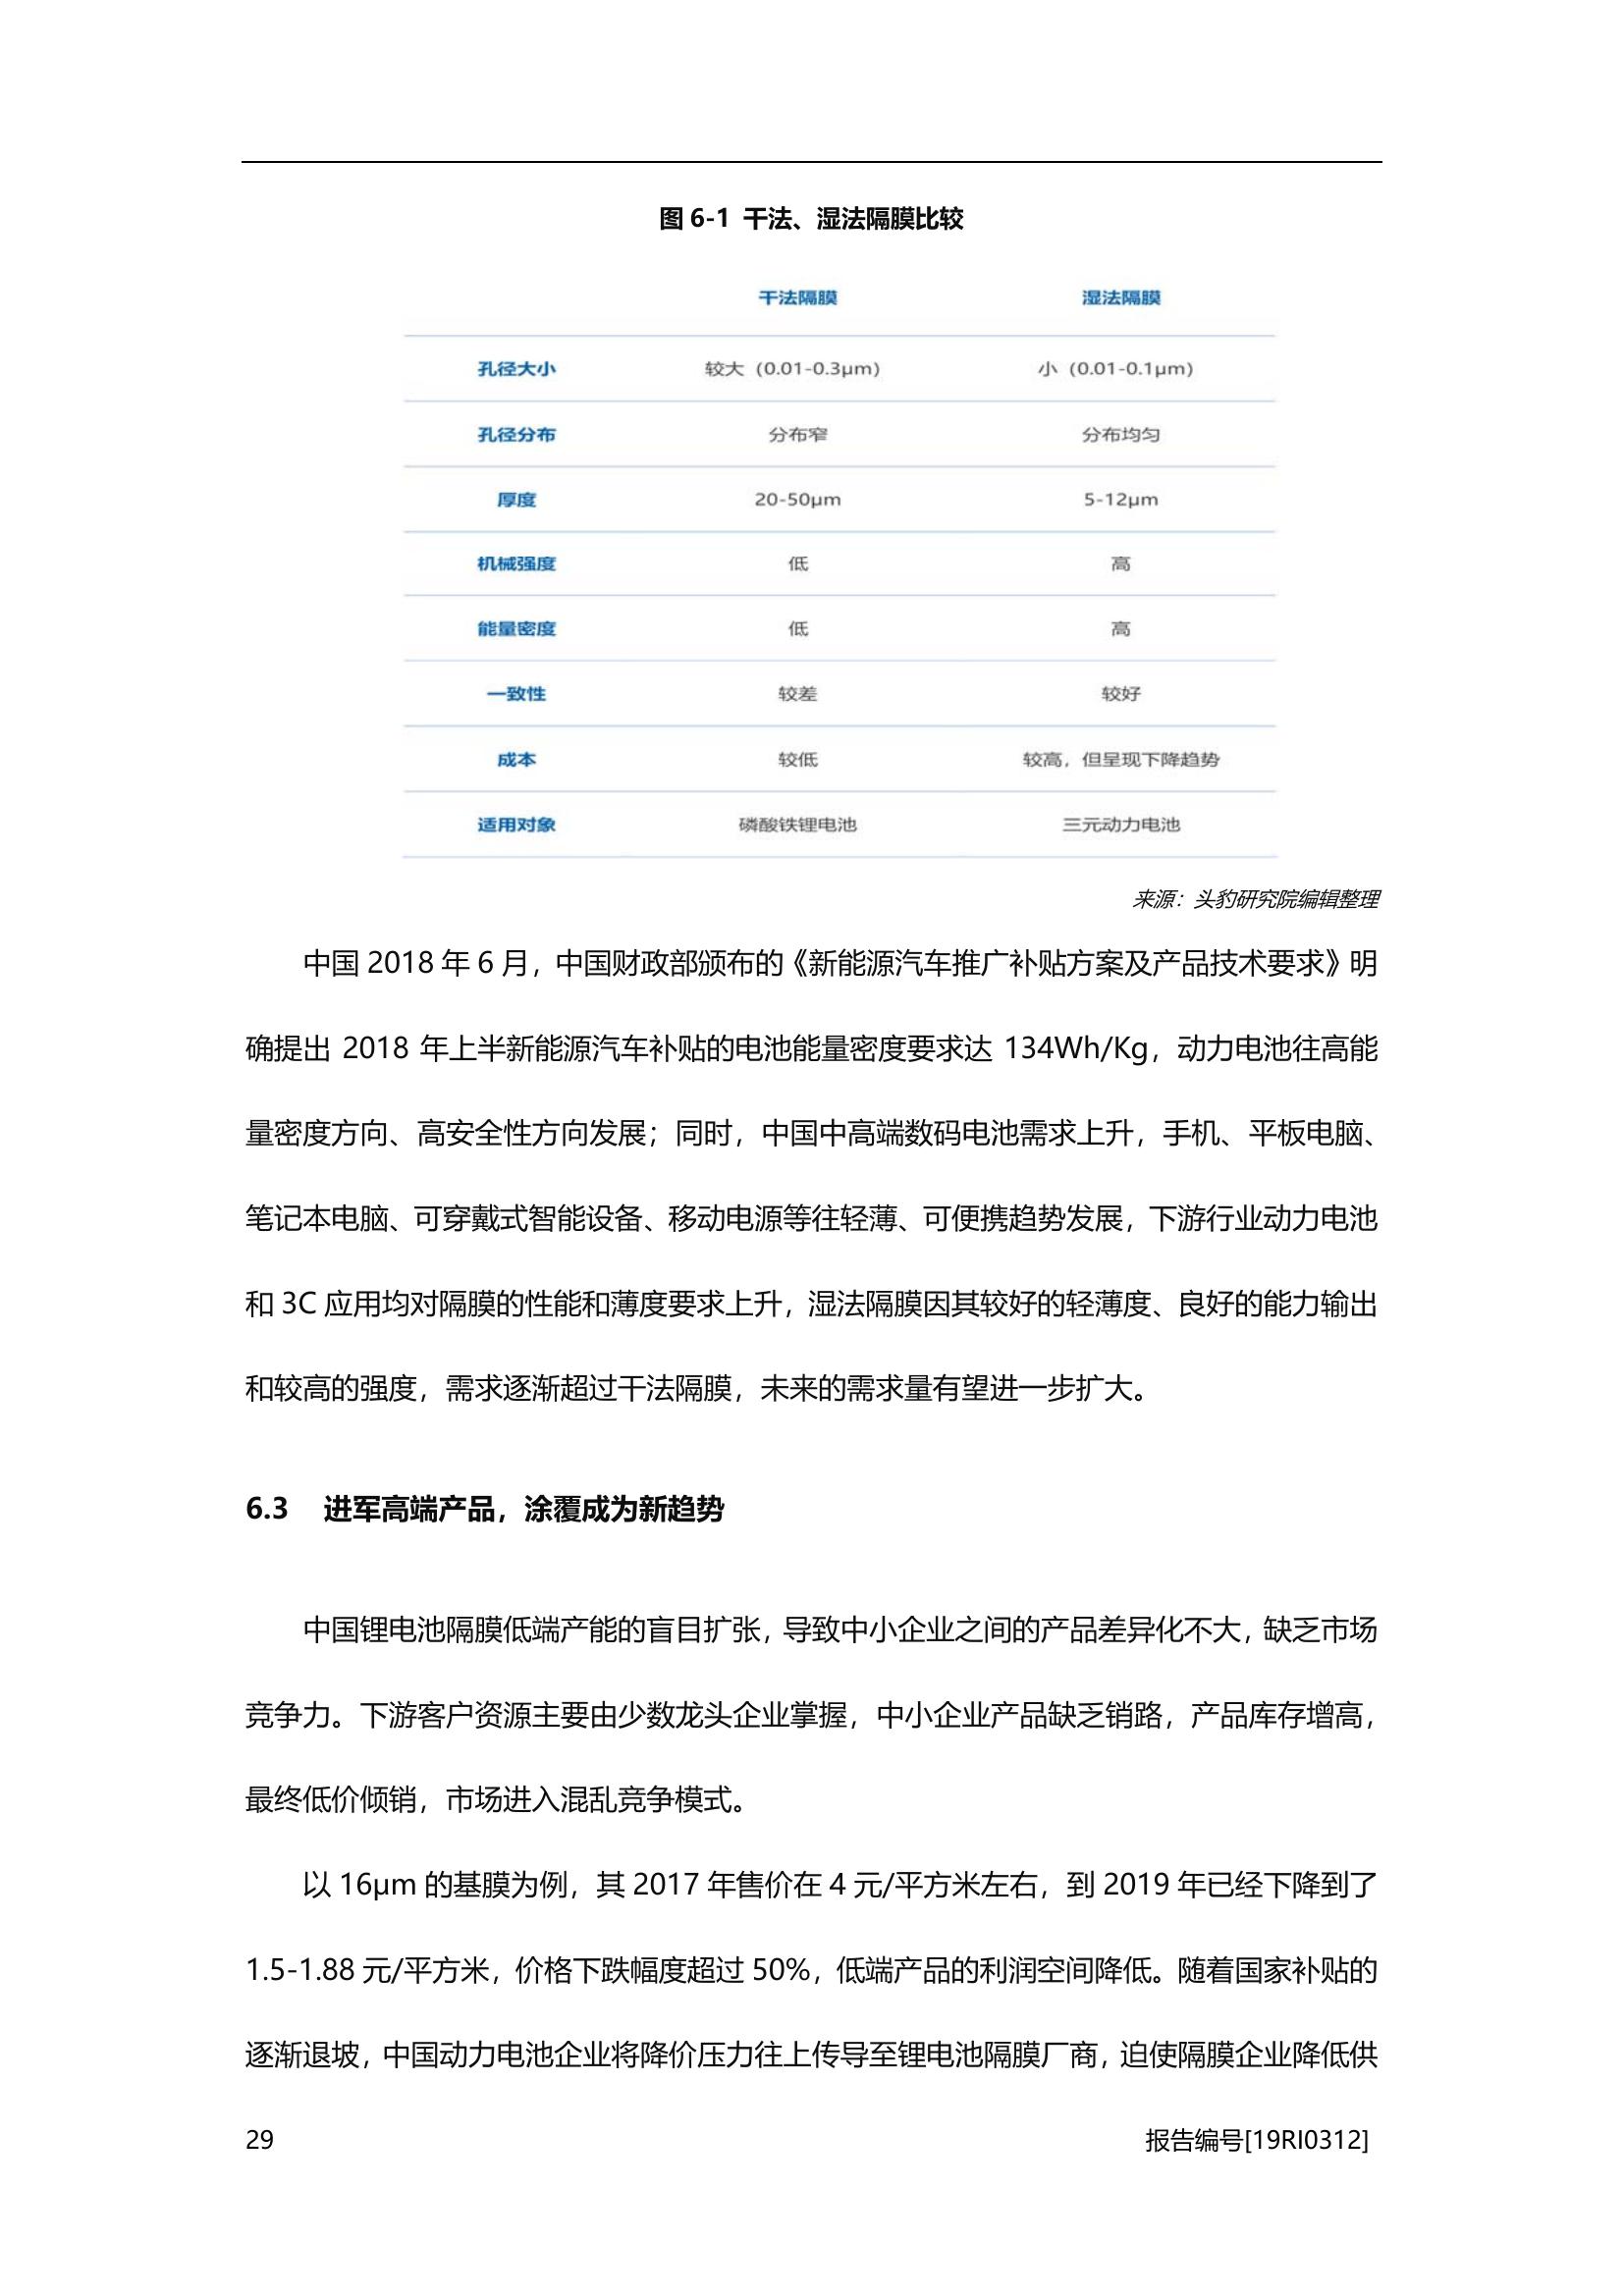 图 6-1 干法、湿法隔膜比较
干法隔膜 湿法隔膜
孔径大小 较大（0.01-0.3μm） 小（0.01-0.1μm）
孔径分布 分布窄 分布均匀
厚度 20-50μm 5-12μm
机械强度 低 高
能量密度 低 高
一致性 较差 较好
成本 较低 较高，但呈现下降趋势
适用对象 磷酸铁锂电池 三元动力电池
来源：头豹研究院编辑整理
中国 2018 年 6 月，中国财政部颁布的《新能源汽车推广补贴方案及产品技术要求》明
确提出 2018 年上半新能源汽车补贴的电池能量密度要求达 134Wh/Kg，动力电池往高能
量密度方向、高安全性方向发展；同时，中国中高端数码电池需求上升，手机、平板电脑、
笔记本电脑、可穿戴式智能设备、移动电源等往轻薄、可便携趋势发展，下游行业动力电池
和 3C 应用均对隔膜的性能和薄度要求上升，湿法隔膜因其较好的轻薄度、良好的能力输出
和较高的强度，需求逐渐超过干法隔膜，未来的需求量有望进一步扩大。
6.3 进军高端产品，涂覆成为新趋势
中国锂电池隔膜低端产能的盲目扩张，导致中小企业之间的产品差异化不大，缺乏市场
竞争力。下游客户资源主要由少数龙头企业掌握，中小企业产品缺乏销路，产品库存增高，
最终低价倾销，市场进入混乱竞争模式。
以 16μm 的基膜为例，其 2017 年售价在 4 元/平方米左右，到 2019 年已经下降到了
1.5-1.88 元/平方米，价格下跌幅度超过 50%，低端产品的利润空间降低。随着国家补贴的
逐渐退坡，中国动力电池企业将降价压力往上传导至锂电池隔膜厂商，迫使隔膜企业降低供
29 报告编号[19RI0312]